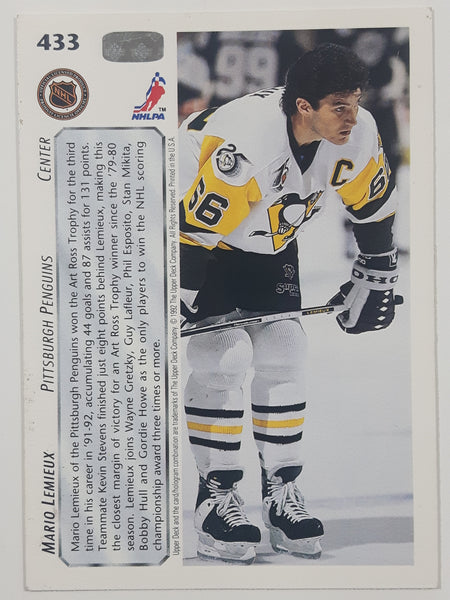 433
NHL
NHLPA
TM
MARIO LEMIEUX PITTSBURGH PENGUINS CENTER
Mario Lemieux of the Pittsburgh Penguins won the Art Ross Trophy for the third
time in his career in '91-92, accumulating 44 goals and 87 assists for 131 points.
Teammate Kevin Stevens finished just eight points behind Lemieux, making this
the closest margin of victory for an Art Ross Trophy winner since the '79-80
season. Lemieux joins Wayne Gretzky, Guy Lafleur, Phil Esposito, Stan Mikita,
Bobby Hull and Gordie Howe as the only players to win the NHL scoring
championship award three times or more.
Upper Deck and the card/hologram combination are trademarks of The Upper Deck Company. © 1992 The Upper Deck Company. All Rights Reserved. Printed in the U.S.A.
99
C
66
66